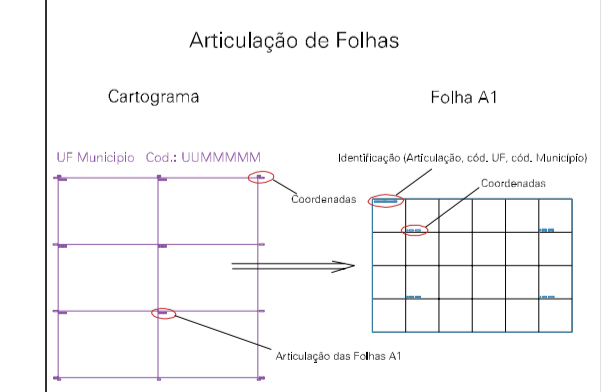 Articulação de Folhas
Cartograma
Folha A1
UF Municipio Cod.: UUMMMMM
Identificação (Articulação, cód. UF, cód. Município)
Coordenadas
Coordenadas
Articulação das Folhas A1